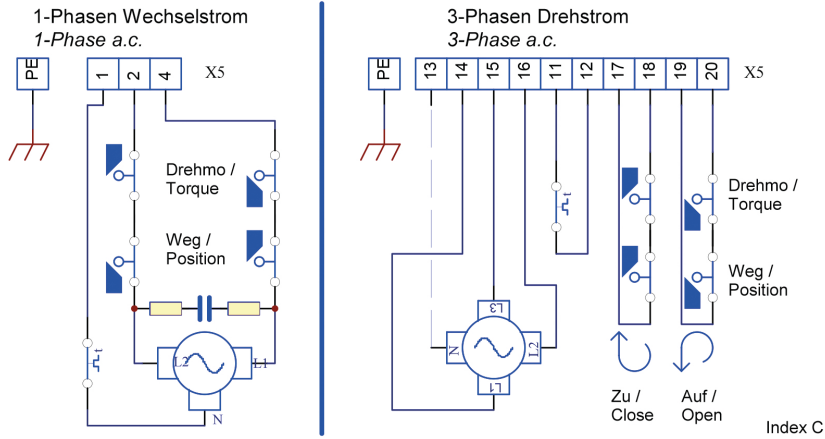 1-Phasen Wechselstrom
1-Phase a.c.
PE
1 2 4 X5
Drehmo /
Torque
Weg /
Position
t
L2 L1
N
3-Phasen Drehstrom
3-Phase a.c.
PE
13 14 15 16 11 12 17 18 19 20 X5
t
Drehmo /
Torque
Weg /
Position
L3
N L2
L1
Zu /
Close
Auf /
Open
Index C